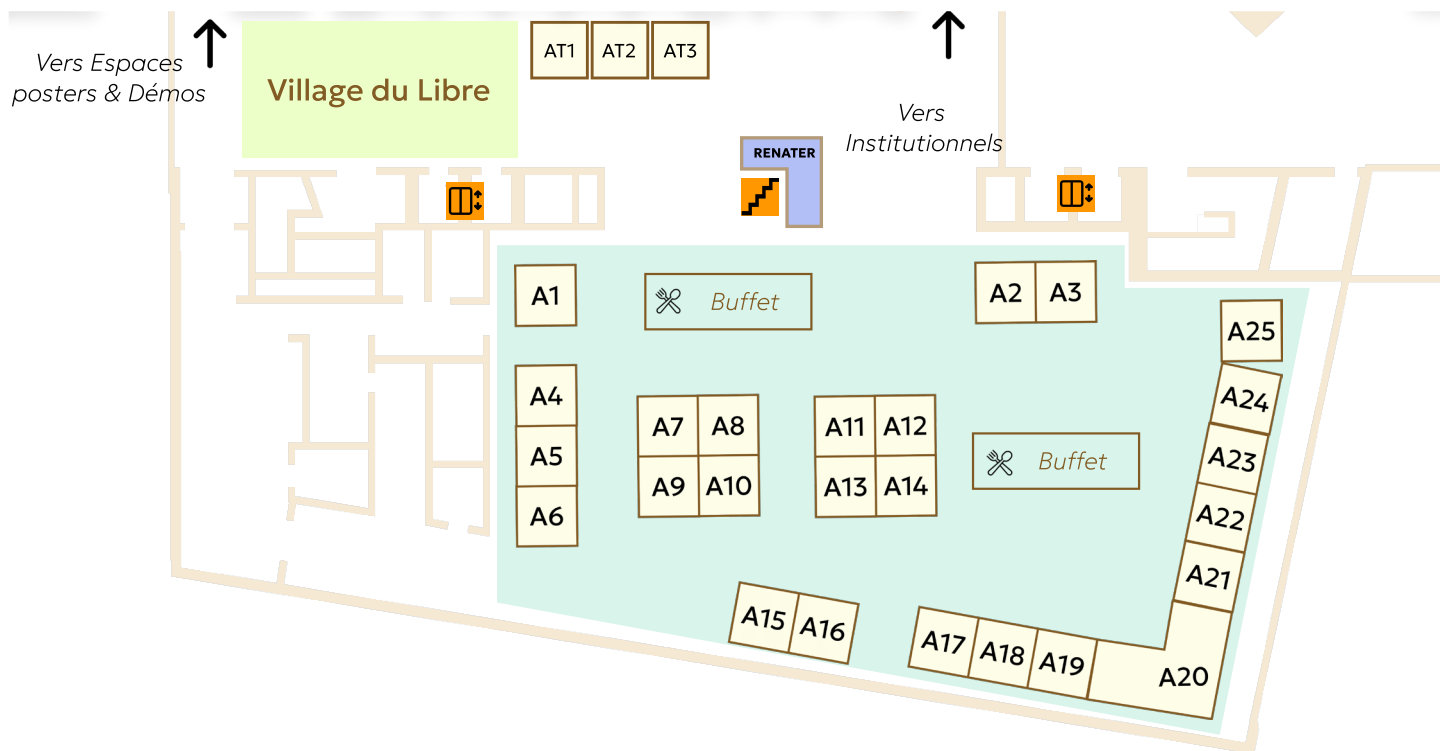 Vers Espaces
posters & Démos
Village du Libre
AT1 AT2 AT3
Vers
Institutionnels
RENATER
A1
Buffet
A2 A3
A25
A4
A24
A7 A8
A11 A12
A5
Buffet
A23
A9 A10
A13 A14
A6
A22
A21
A15 A16
A17 A18 A19
A20